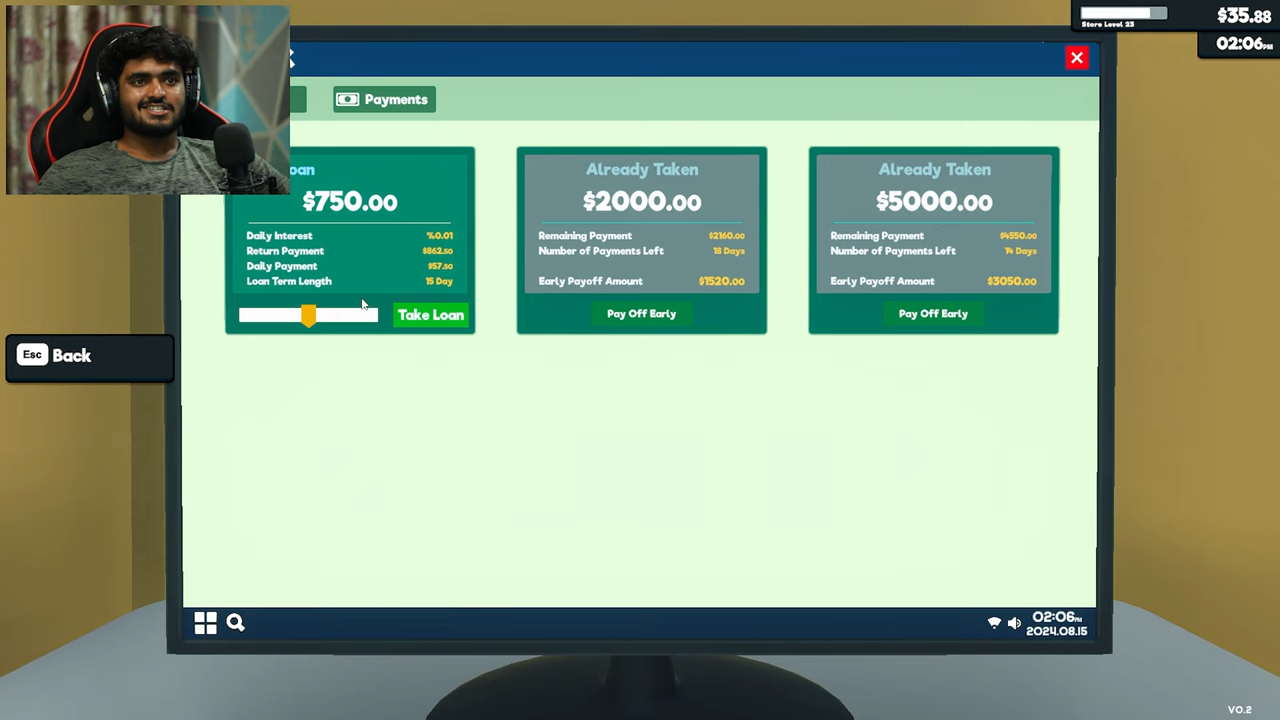 $35.88
Store Level 23
02:06PM
Payments
oan
$750.00
Daily Interest %0.01
Return Payment $862.50
Daily Payment $57.50
Loan Term Length 15 Day
Take Loan
Already Taken
$2000.00
Remaining Payment $2160.00
Number of Payments Left 18 Days
Early Payoff Amount $1520.00
Pay Off Early
Already Taken
$5000.00
Remaining Payment $4550.00
Number of Payments Left 14 Days
Early Payoff Amount $3050.00
Pay Off Early
Esc Back
02:06PM
2024.08.15
V0.2